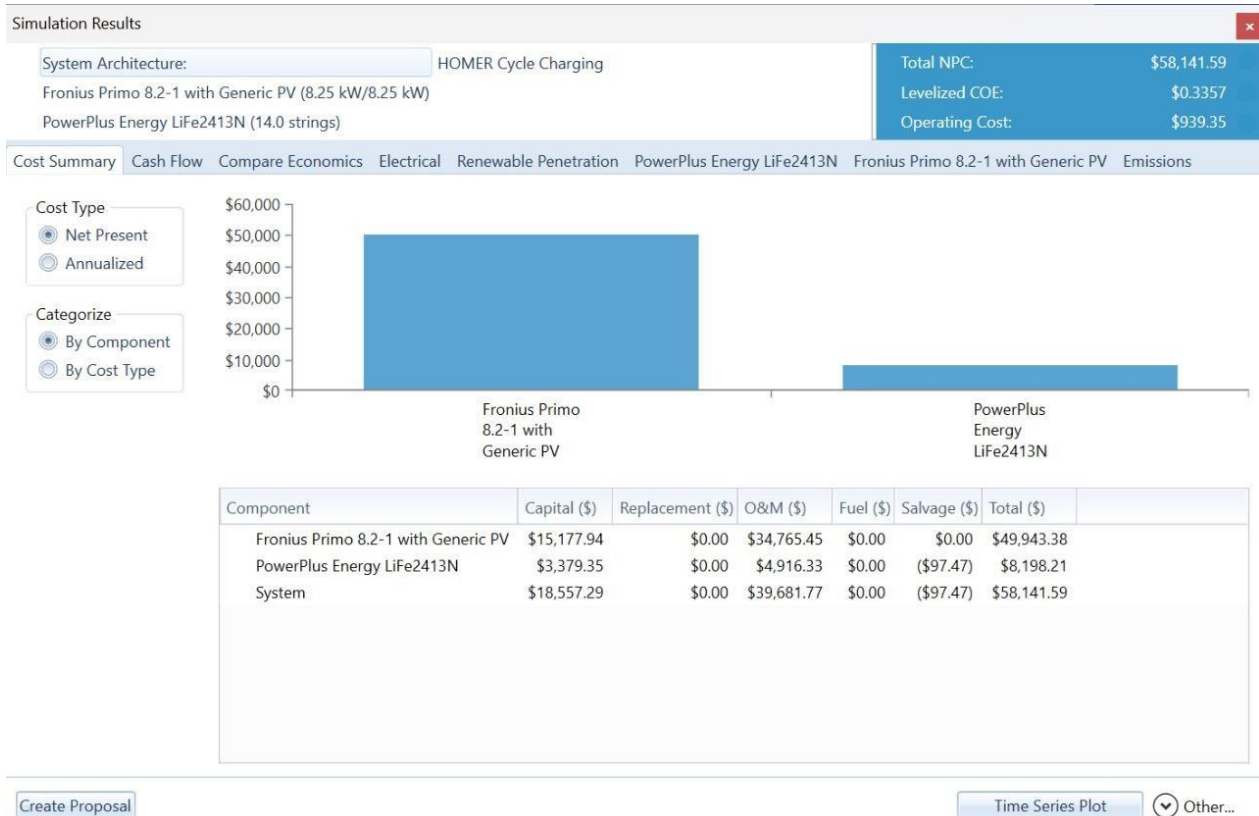 Simulation Results
System Architecture: HOMER Cycle Charging
Fronius Primo 8.2-1 with Generic PV (8.25 kW/8.25 kW)
PowerPlus Energy LiFe2413N (14.0 strings)
Total NPC: $58,141.59
Levelized COE: $0.3357
Operating Cost: $939.35
Cost Summary Cash Flow Compare Economics Electrical Renewable Penetration PowerPlus Energy LiFe2413N Fronius Primo 8.2-1 with Generic PV Emissions
Cost Type
Net Present
Annualized
Categorize
By Component
By Cost Type
$60,000
$50,000
$40,000
$30,000
$20,000
$10,000
$0
Fronius Primo
8.2-1 with
Generic PV
PowerPlus
Energy
LiFe2413N
Component Capital ($) Replacement ($) O&M ($) Fuel ($) Salvage ($) Total ($)
Fronius Primo 8.2-1 with Generic PV $15,177.94 $0.00 $34,765.45 $0.00 $0.00 $49,943.38
PowerPlus Energy LiFe2413N $3,379.35 $0.00 $4,916.33 $0.00 ($97.47) $8,198.21
System $18,557.29 $0.00 $39,681.77 $0.00 ($97.47) $58,141.59
Create Proposal
Time Series Plot
Other...